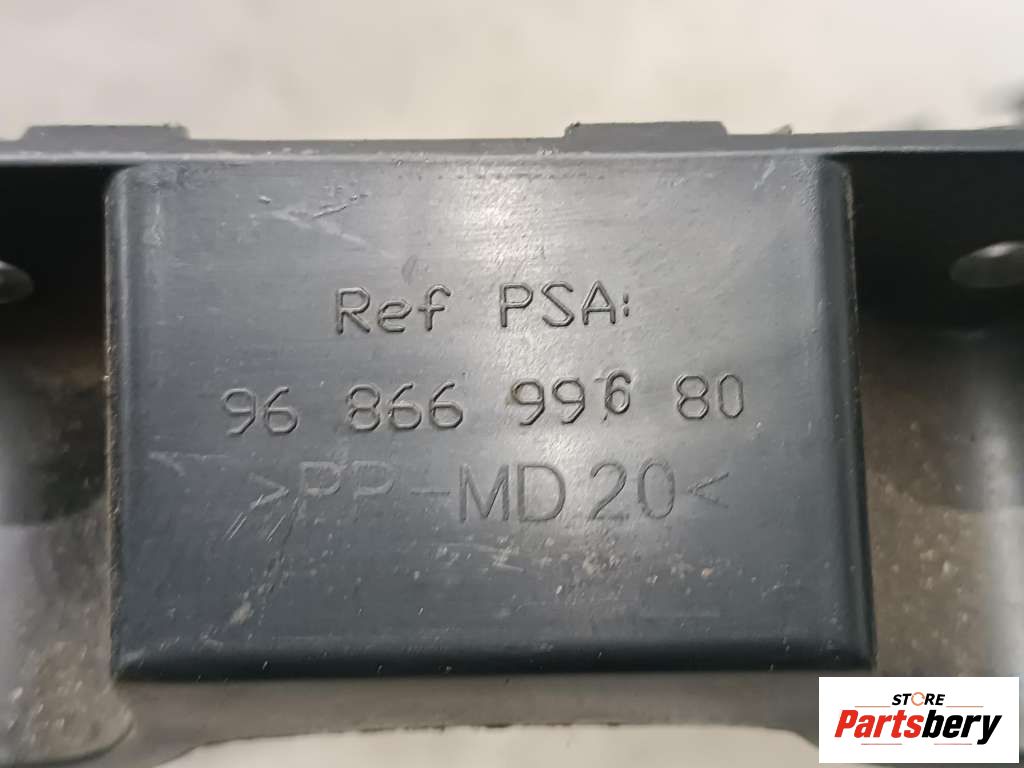 Ref PSA:
96 866 996 80
>PP-MD20<
STORE
Partsbery